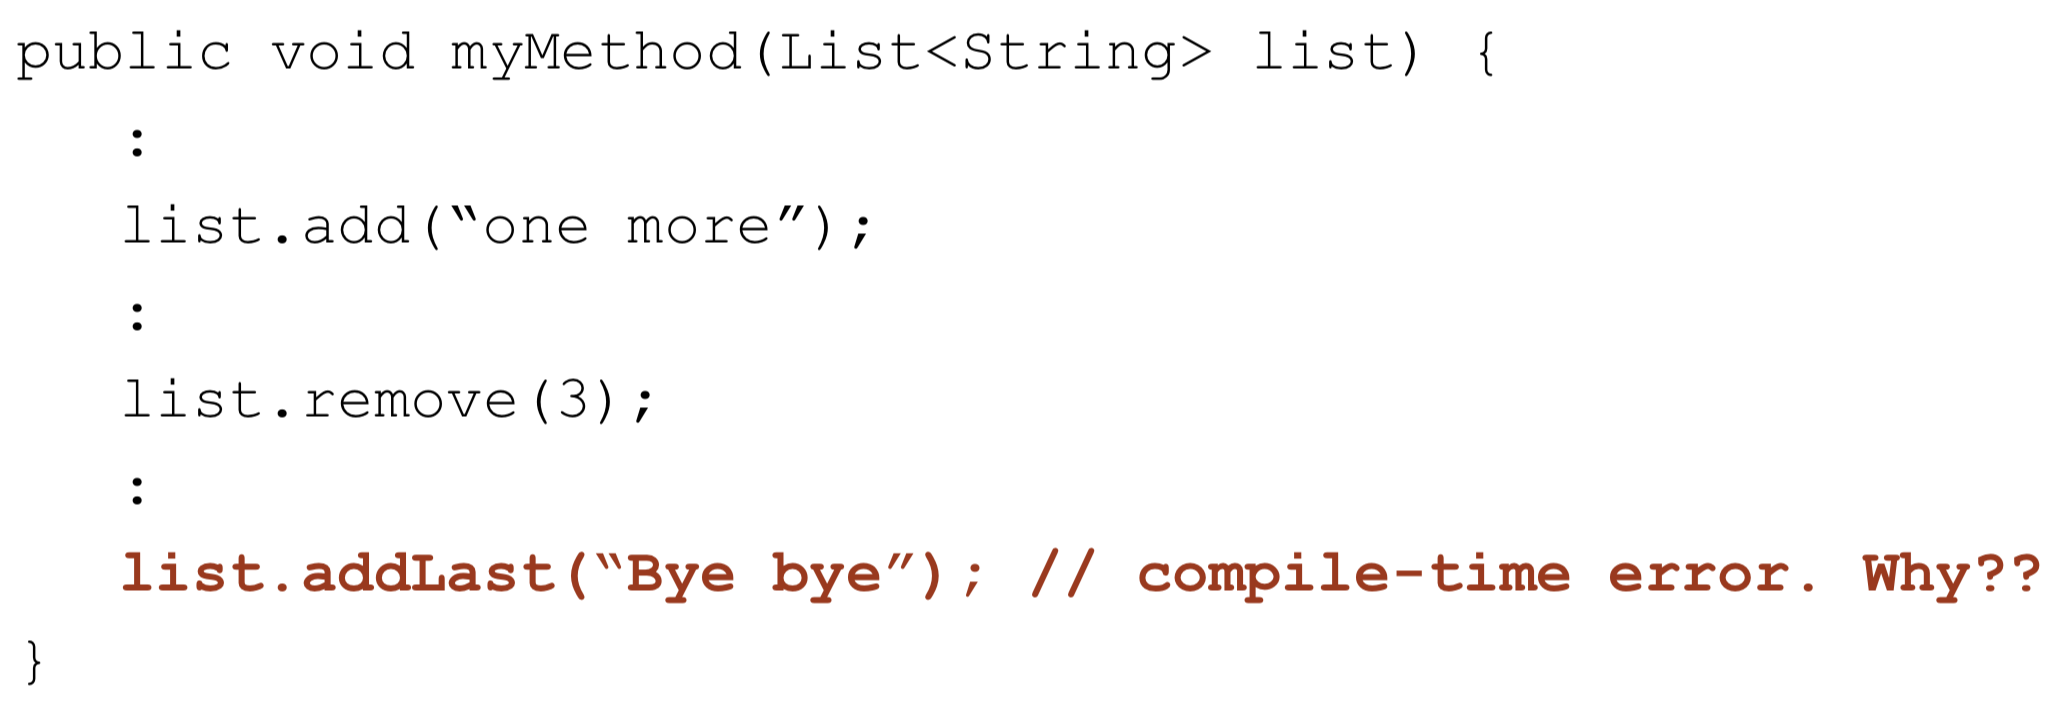 public void myMethod(List<String> list) {
:
list.add(“one more”);
:
list.remove(3);
:
list.addLast(“Bye bye”); // compile-time error. Why??
}